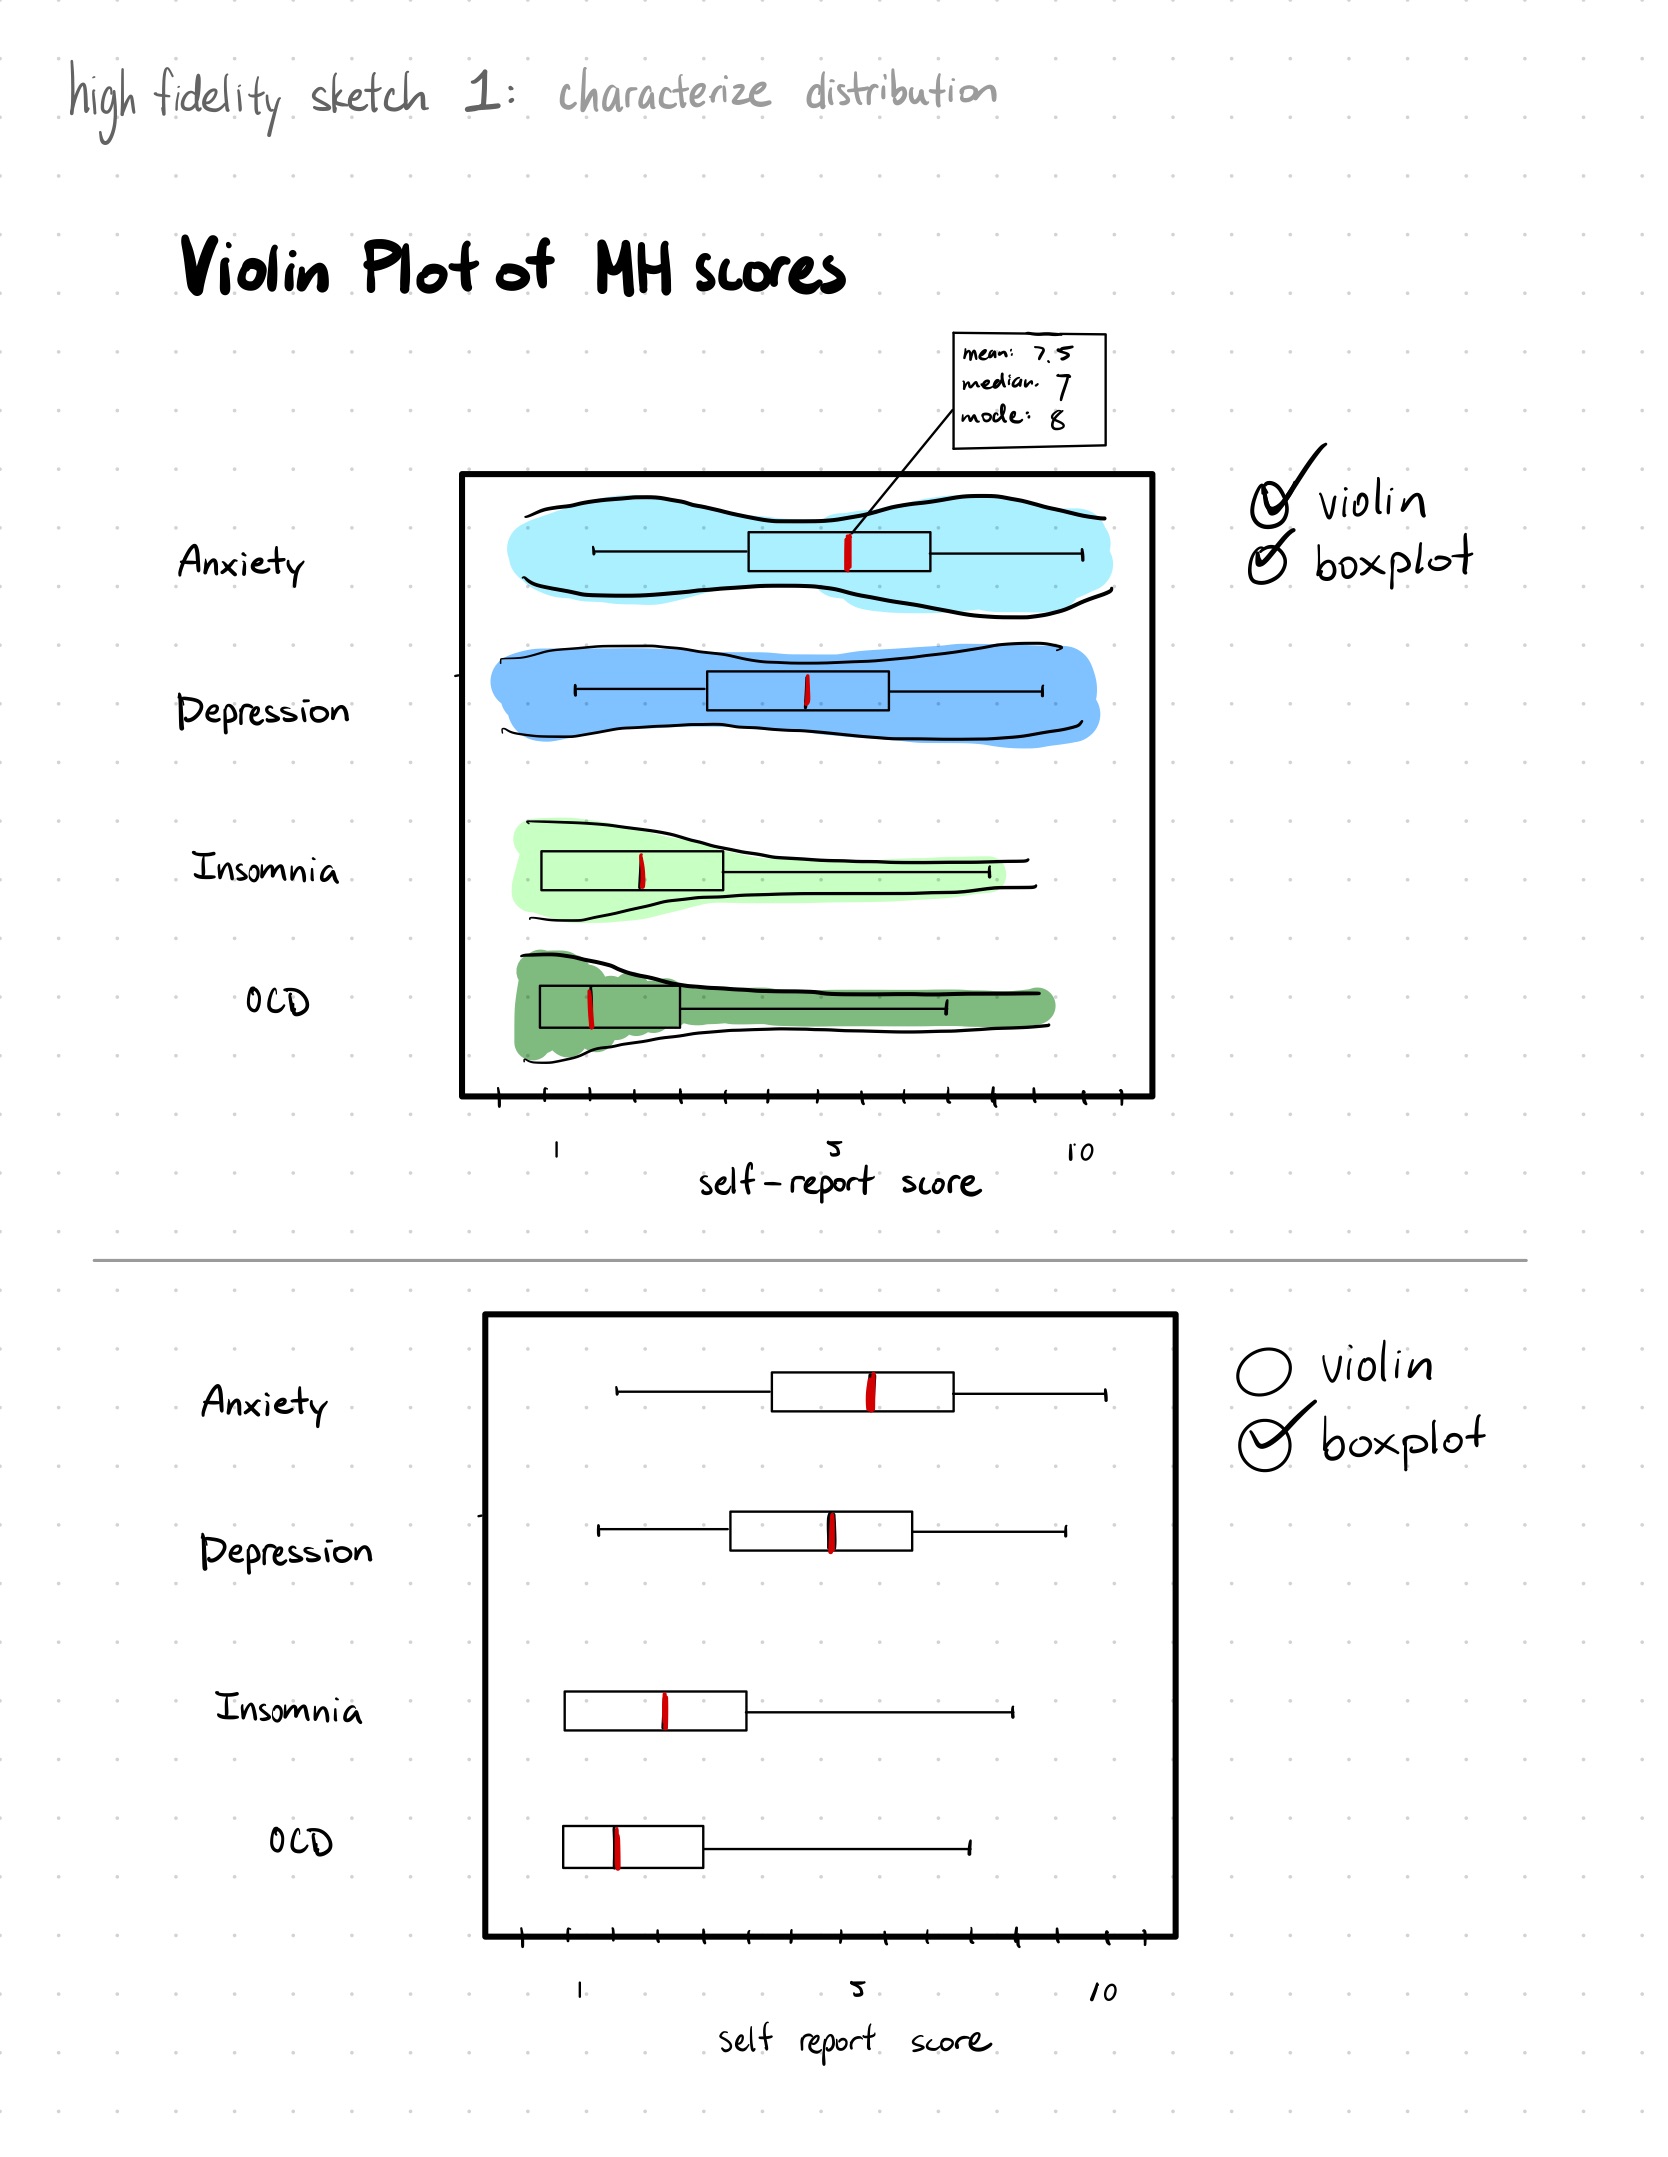 high fidelity sketch 1: characterize distribution
Violin Plot of MH scores
mean: 7.5
median. 7
mode: 8
violin
boxplot
Anxiety
Depression
Insomnia
OCD
1 5 10
self-report score
violin
boxplot
Anxiety
Depression
Insomnia
OCD
1 5 10
self report score